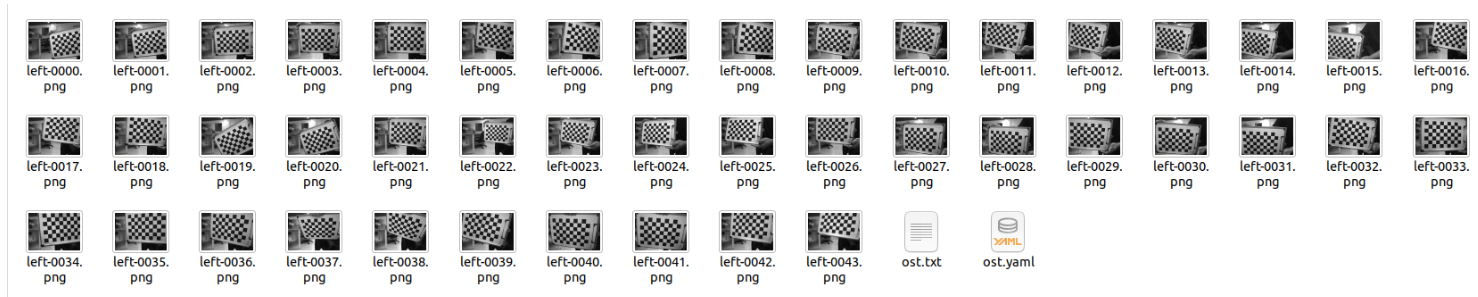 left-0000. left-0001. left-0002. left-0003. left-0004. left-0005. left-0006. left-0007. left-0008. left-0009. left-0010. left-0011. left-0012. left-0013. left-0014. left-0015. left-0016.
png png png png png png png png png png png png png png png png png
left-0017. left-0018. left-0019. left-0020. left-0021. left-0022. left-0023. left-0024. left-0025. left-0026. left-0027. left-0028. left-0029. left-0030. left-0031. left-0032. left-0033.
png png png png png png png png png png png png png png png png png
YAML
left-0034. left-0035. left-0036. left-0037. left-0038. left-0039. left-0040. left-0041. left-0042. left-0043. ost.txt ost.yaml
png png png png png png png png png png